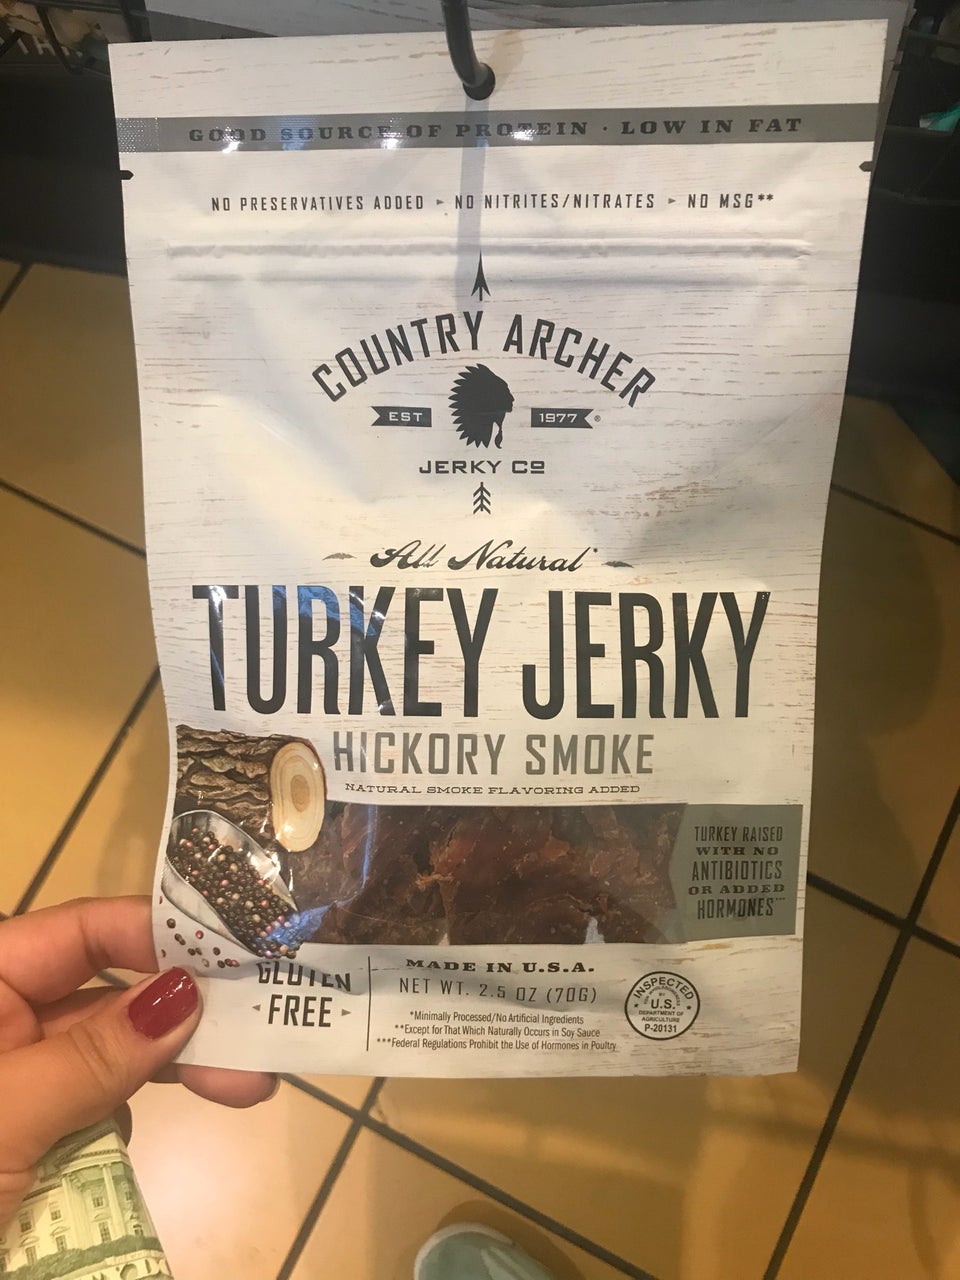 GOOD SOURCE OF PROTEIN · LOW IN FAT
NO PRESERVATIVES ADDED ► NO NITRITES/NITRATES ► NO MSG**
COUNTRY ARCHER
EST 1977®
JERKY CO
All Natural*
TURKEY JERKY
HICKORY SMOKE
NATURAL SMOKE FLAVORING ADDED
TURKEY RAISED
WITH NO
ANTIBIOTICS
OR ADDED
HORMONES***
GLUTEN
◄ FREE ►
MADE IN U.S.A.
NET WT. 2.5 OZ (70G)
*Minimally Processed/No Artificial Ingredients
**Except for That Which Naturally Occurs in Soy Sauce
***Federal Regulations Prohibit the Use of Hormones in Poultry
INSPECTED
FOR WHOLESOMENESS
BY
U.S.
DEPARTMENT OF
AGRICULTURE
P-20131